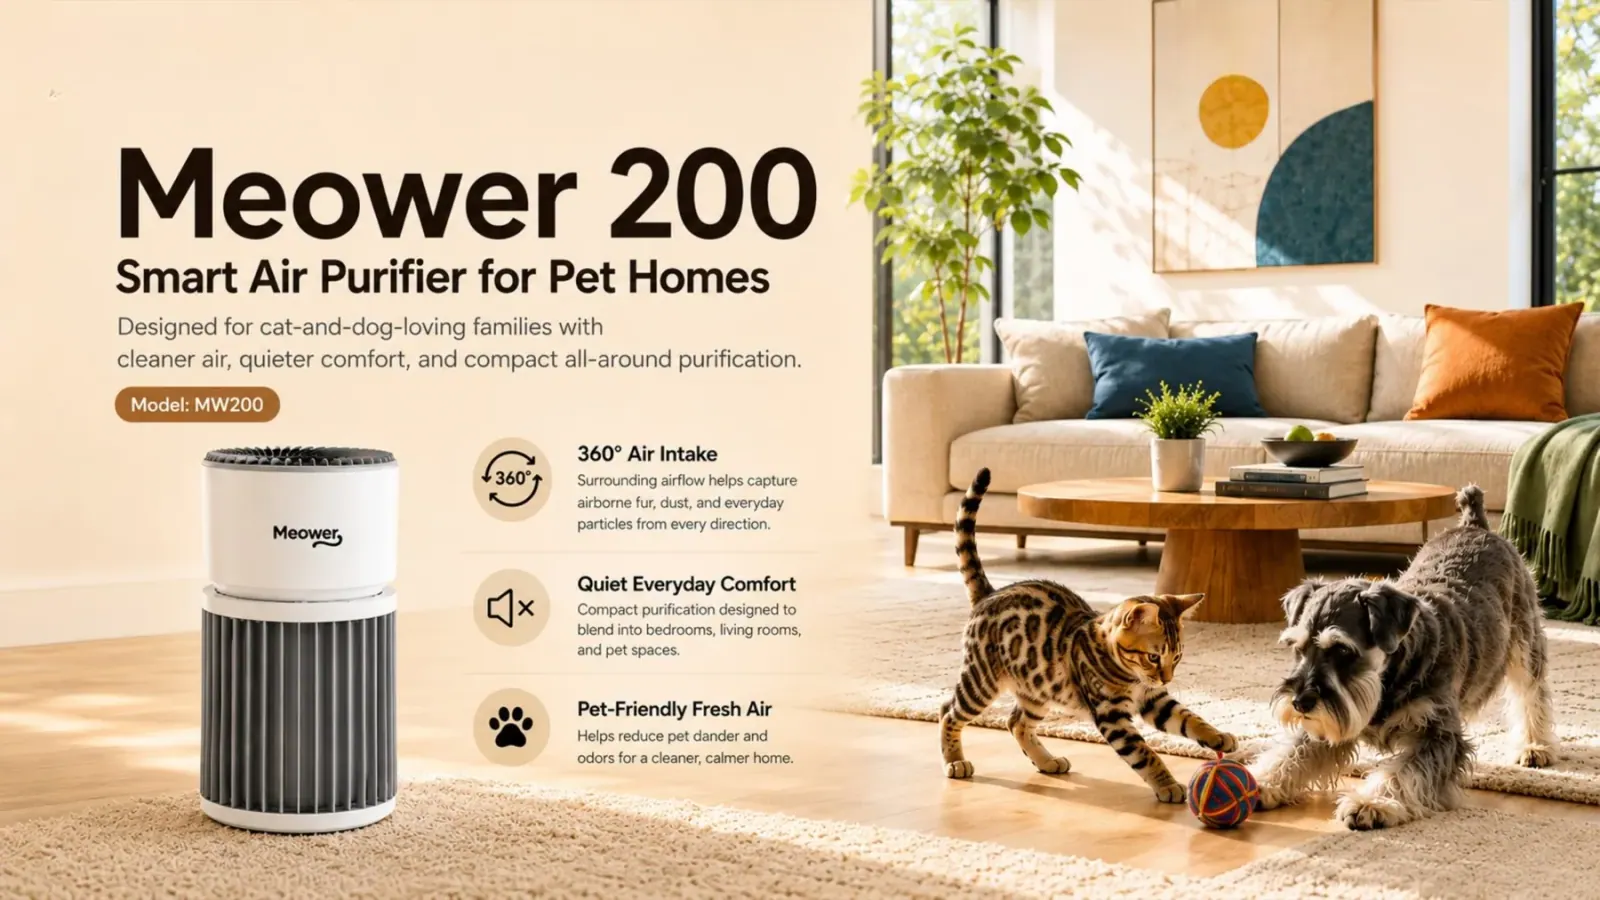 Meower 200
Smart Air Purifier for Pet Homes
Designed for cat-and-dog-loving families with
cleaner air, quieter comfort, and compact all-around purification.
Model: MW200
Meower
360°
360° Air Intake
Surrounding airflow helps capture
airborne fur, dust, and everyday
particles from every direction.
Quiet Everyday Comfort
Compact purification designed to
blend into bedrooms, living rooms,
and pet spaces.
Pet-Friendly Fresh Air
Helps reduce pet dander and
odors for a cleaner, calmer home.